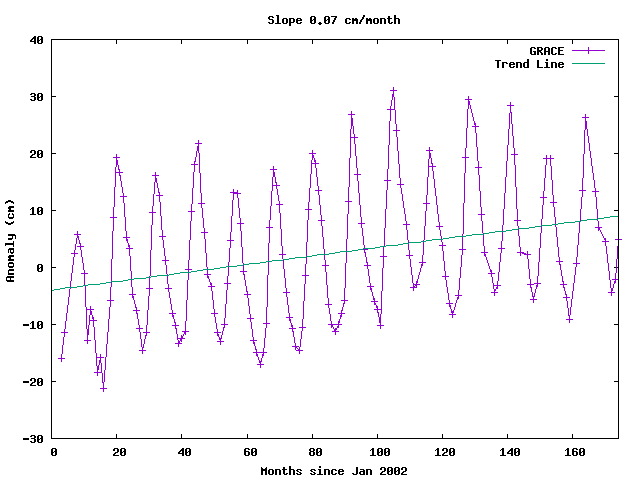 Slope 0.07 cm/month
40
GRACE
Trend Line
30
20
10
0
-10
-20
-30
Anomaly (cm)
0 20 40 60 80 100 120 140 160
Months since Jan 2002